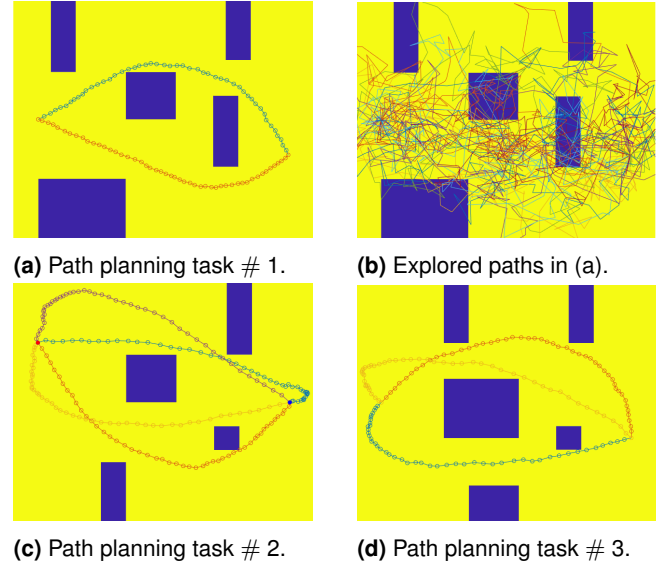 (a) Path planning task # 1.
(b) Explored paths in (a).
(c) Path planning task # 2.
(d) Path planning task # 3.